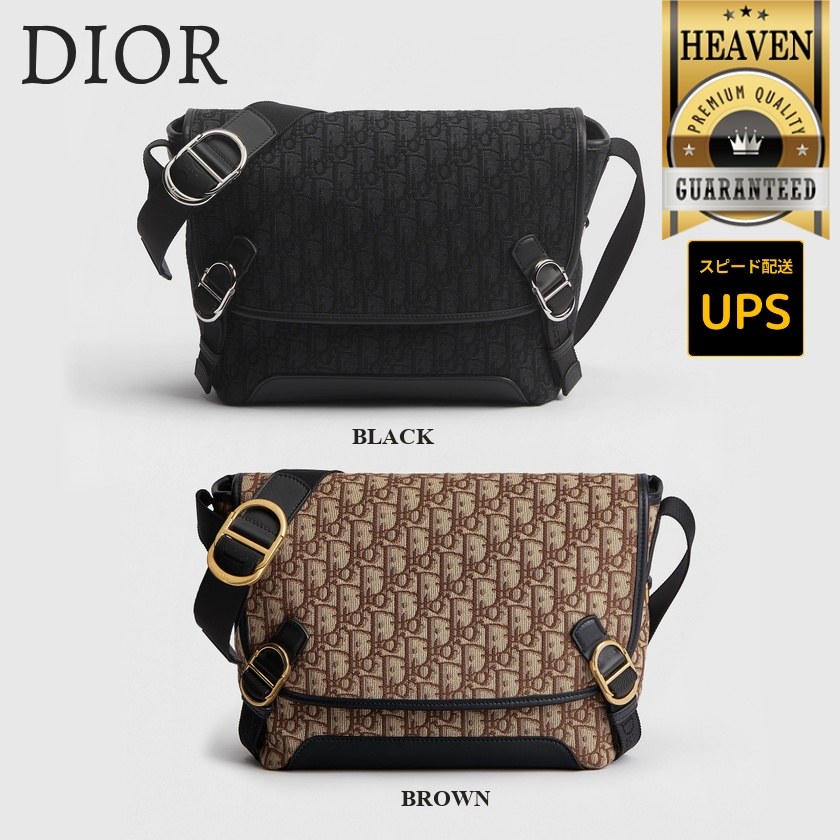 DIOR
HEAVEN
PREMIUM QUALITY
GUARANTEED
スピード配送
UPS
BLACK
BROWN